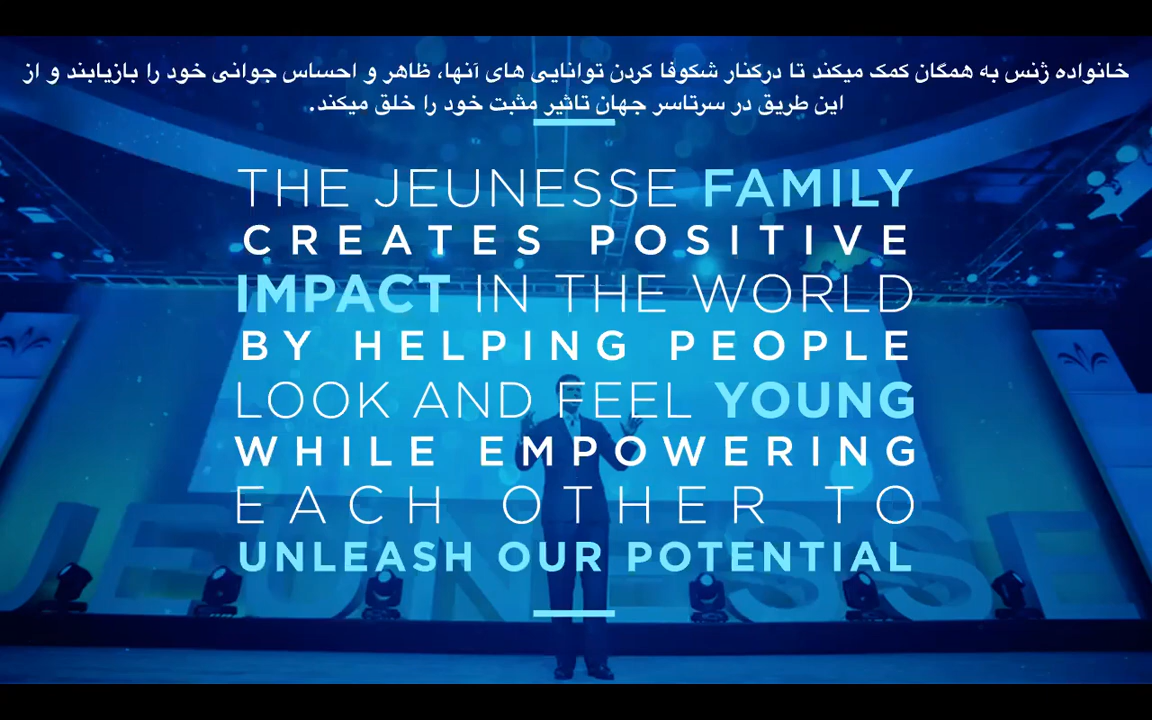 خانواده ژنس به همگان کمک میکند تا درکنار شکوفا کردن توانایی های آنها، ظاهر و احساس جوانی خود را بازیابند و از
این طریق در سرتاسر جهان تاثیر مثبت خود را خلق میکند.
THE JEUNESSE FAMILY
CREATES POSITIVE
IMPACT IN THE WORLD
BY HELPING PEOPLE
LOOK AND FEEL YOUNG
WHILE EMPOWERING
EACH OTHER TO
UNLEASH OUR POTENTIAL
JEUNESSE